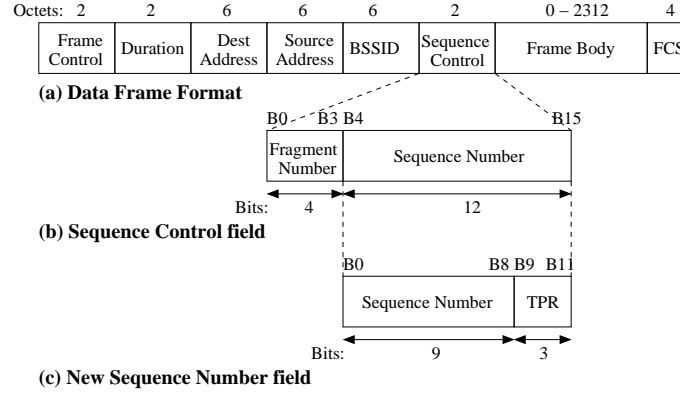 Octets: 2 2 6 6 6 2 0 – 2312 4
Frame Control Duration Dest Address Source Address BSSID Sequence Control Frame Body FCS
(a) Data Frame Format
B0 B3 B4 B15
Fragment Number Sequence Number
Bits: 4 12
(b) Sequence Control field
B0 B8 B9 B11
Sequence Number TPR
Bits: 9 3
(c) New Sequence Number field